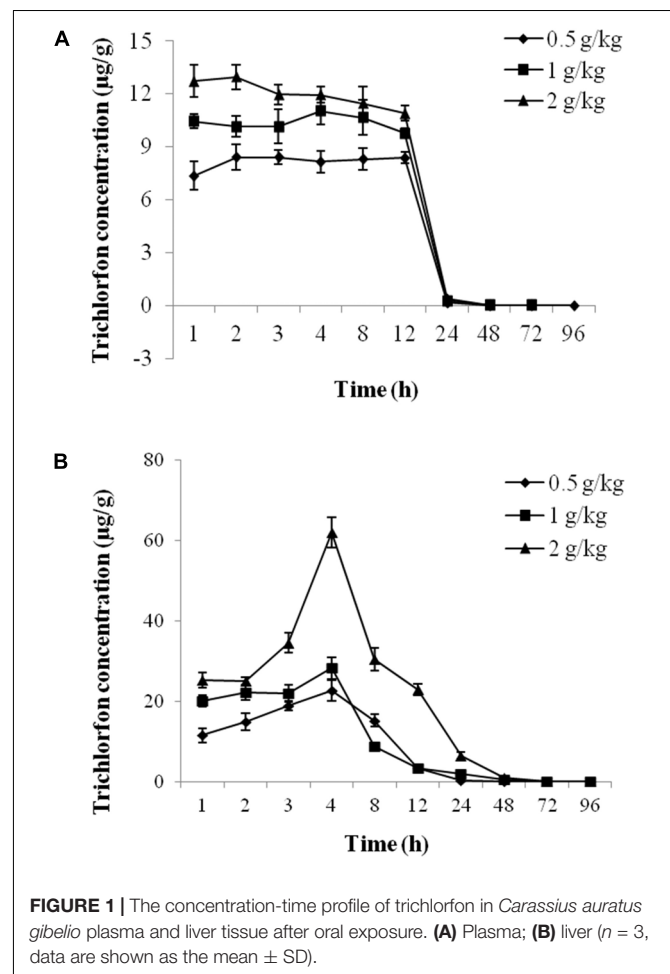 A
15
12
9
6
3
0
-3
Trichlorfon concentration (µg/g)
0.5 g/kg
1 g/kg
2 g/kg
1 2 3 4 8 12 24 48 72 96
Time (h)
B
80
60
40
20
0
Trichlorfon concentration (µg/g)
0.5 g/kg
1 g/kg
2 g/kg
1 2 3 4 8 12 24 48 72 96
Time (h)
FIGURE 1 | The concentration-time profile of trichlorfon in Carassius auratus
gibelio plasma and liver tissue after oral exposure. (A) Plasma; (B) liver (n = 3,
data are shown as the mean ± SD).